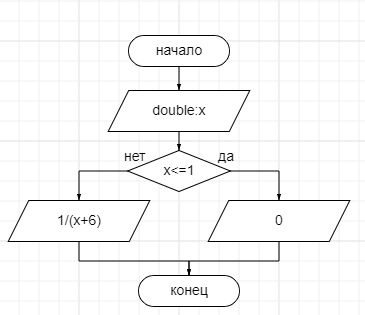 начало
double:x
нет
да
x<=1
1/(x+6)
0
конец